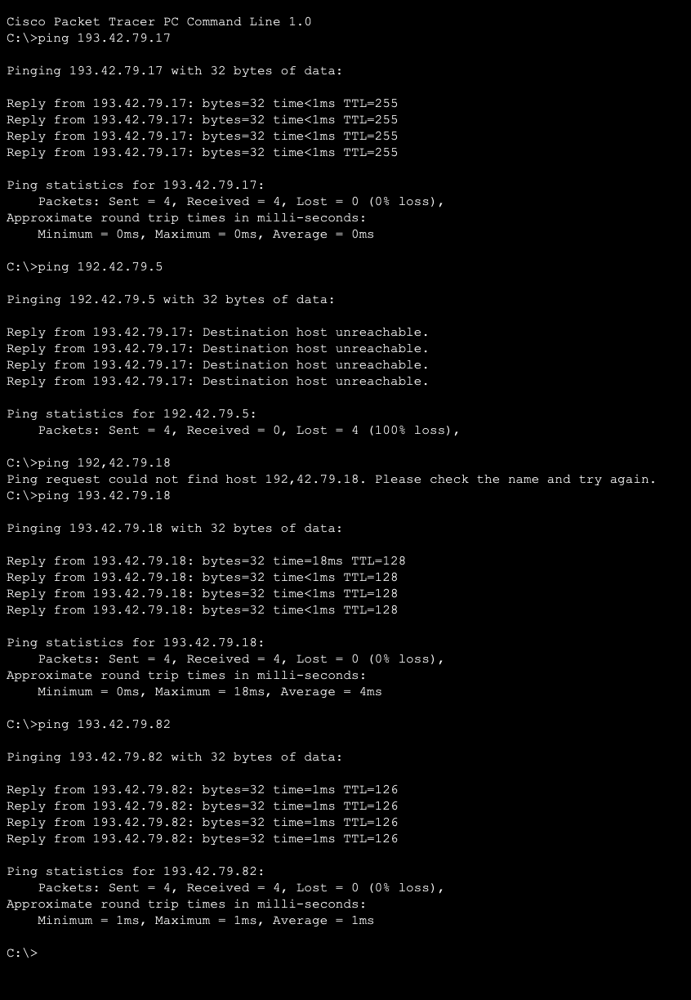 Cisco Packet Tracer PC Command Line 1.0
C:\>ping 193.42.79.17
Pinging 193.42.79.17 with 32 bytes of data:
Reply from 193.42.79.17: bytes=32 time<1ms TTL=255
Reply from 193.42.79.17: bytes=32 time<1ms TTL=255
Reply from 193.42.79.17: bytes=32 time<1ms TTL=255
Reply from 193.42.79.17: bytes=32 time<1ms TTL=255
Ping statistics for 193.42.79.17:
    Packets: Sent = 4, Received = 4, Lost = 0 (0% loss),
Approximate round trip times in milli-seconds:
    Minimum = 0ms, Maximum = 0ms, Average = 0ms
C:\>ping 192.42.79.5
Pinging 192.42.79.5 with 32 bytes of data:
Reply from 193.42.79.17: Destination host unreachable.
Reply from 193.42.79.17: Destination host unreachable.
Reply from 193.42.79.17: Destination host unreachable.
Reply from 193.42.79.17: Destination host unreachable.
Ping statistics for 192.42.79.5:
    Packets: Sent = 4, Received = 0, Lost = 4 (100% loss),
C:\>ping 192,42.79.18
Ping request could not find host 192,42.79.18. Please check the name and try again.
C:\>ping 193.42.79.18
Pinging 193.42.79.18 with 32 bytes of data:
Reply from 193.42.79.18: bytes=32 time=18ms TTL=128
Reply from 193.42.79.18: bytes=32 time<1ms TTL=128
Reply from 193.42.79.18: bytes=32 time<1ms TTL=128
Reply from 193.42.79.18: bytes=32 time<1ms TTL=128
Ping statistics for 193.42.79.18:
    Packets: Sent = 4, Received = 4, Lost = 0 (0% loss),
Approximate round trip times in milli-seconds:
    Minimum = 0ms, Maximum = 18ms, Average = 4ms
C:\>ping 193.42.79.82
Pinging 193.42.79.82 with 32 bytes of data:
Reply from 193.42.79.82: bytes=32 time=1ms TTL=126
Reply from 193.42.79.82: bytes=32 time=1ms TTL=126
Reply from 193.42.79.82: bytes=32 time=1ms TTL=126
Reply from 193.42.79.82: bytes=32 time=1ms TTL=126
Ping statistics for 193.42.79.82:
    Packets: Sent = 4, Received = 4, Lost = 0 (0% loss),
Approximate round trip times in milli-seconds:
    Minimum = 1ms, Maximum = 1ms, Average = 1ms
C:\>